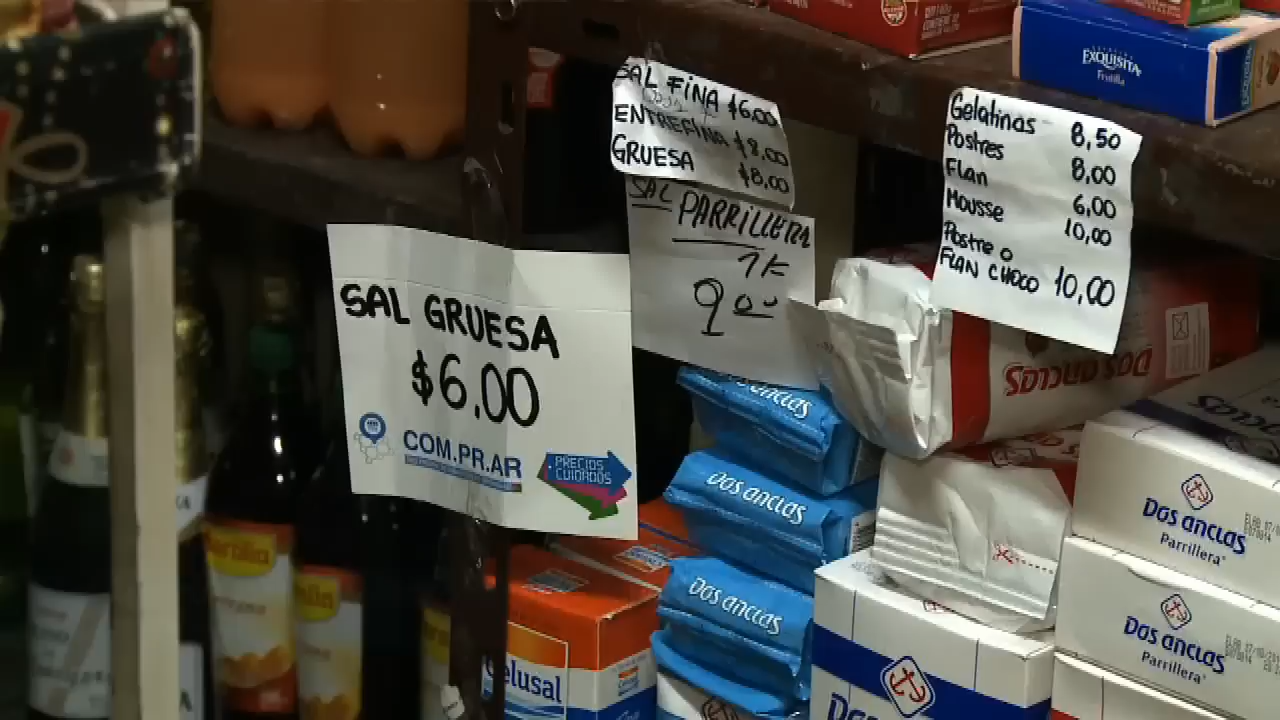 EXQUISITA
Frutilla
SAL FINA $6.00
ENTREFINA $8.00
GRUESA $8.00
SAL PARRILLERA
1K
9.00
Gelatinas 8,50
Postres 8,00
Flan 6,00
Mousse 10,00
Postre o
FLAN CHOCO 10,00
SAL GRUESA
$6.00
COM.PR.AR
PRECIOS
CUIDADOS
Dos anclas
Dos anclas
Dos anclas
Dos anclas
Dos anclas
Parrillera
Dos anclas
Parrillera